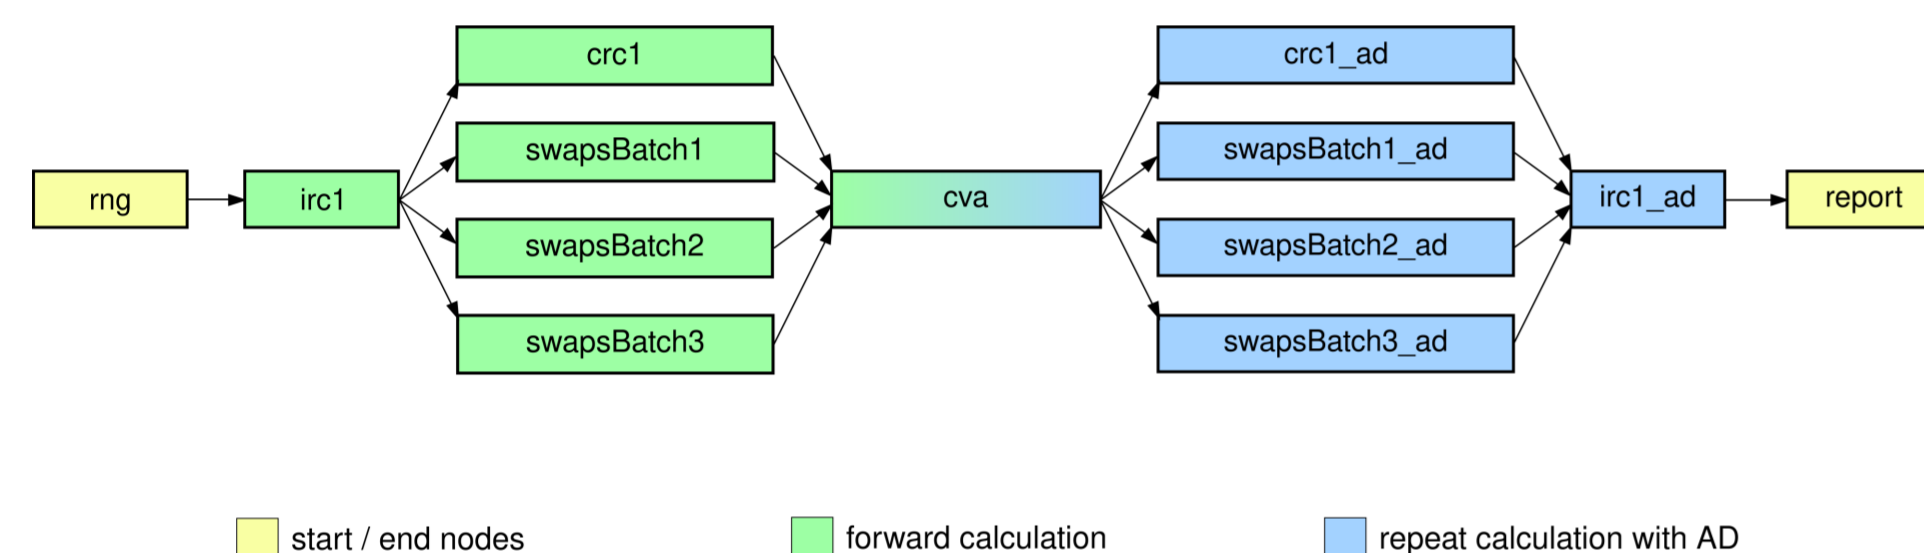 rng
irc1
crc1
swapsBatch1
swapsBatch2
swapsBatch3
cva
crc1_ad
swapsBatch1_ad
swapsBatch2_ad
swapsBatch3_ad
irc1_ad
report
start / end nodes
forward calculation
repeat calculation with AD